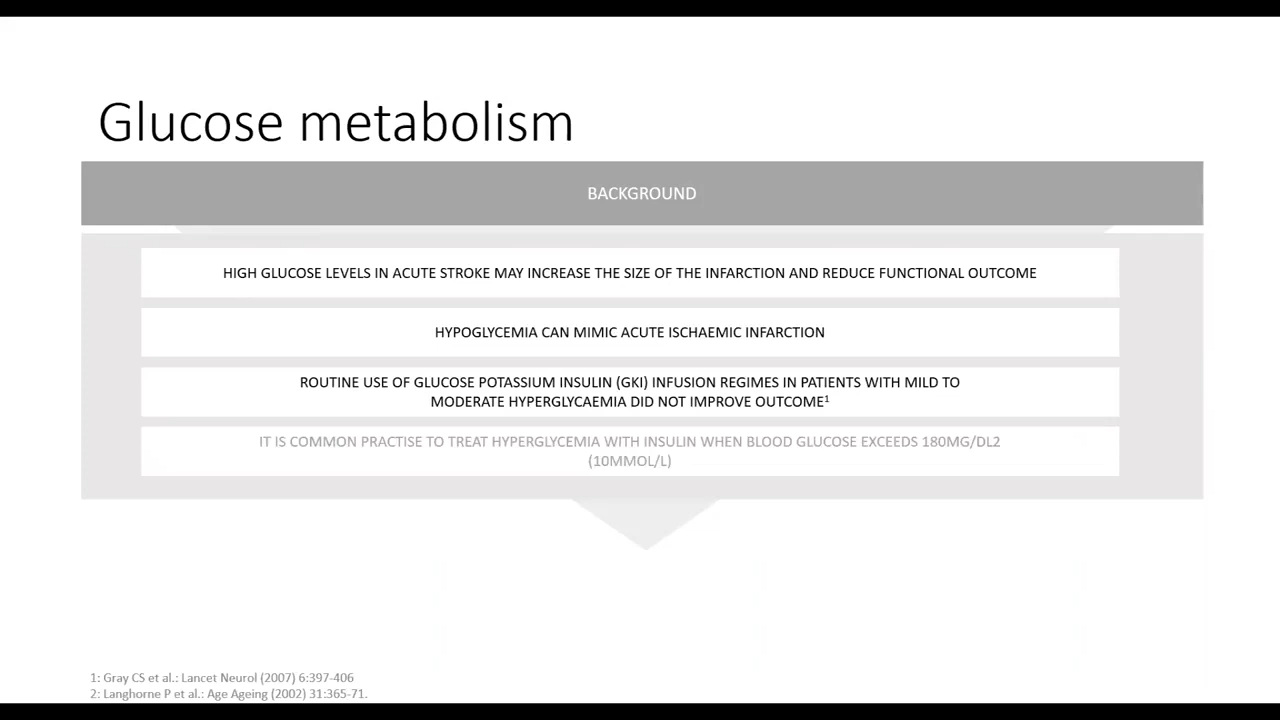 Glucose metabolism
BACKGROUND
HIGH GLUCOSE LEVELS IN ACUTE STROKE MAY INCREASE THE SIZE OF THE INFARCTION AND REDUCE FUNCTIONAL OUTCOME
HYPOGLYCEMIA CAN MIMIC ACUTE ISCHAEMIC INFARCTION
ROUTINE USE OF GLUCOSE POTASSIUM INSULIN (GKI) INFUSION REGIMES IN PATIENTS WITH MILD TO
MODERATE HYPERGLYCAEMIA DID NOT IMPROVE OUTCOME¹
IT IS COMMON PRACTISE TO TREAT HYPERGLYCEMIA WITH INSULIN WHEN BLOOD GLUCOSE EXCEEDS 180MG/DL2
(10MMOL/L)
1: Gray CS et al.: Lancet Neurol (2007) 6:397-406
2: Langhorne P et al.: Age Ageing (2002) 31:365-71.